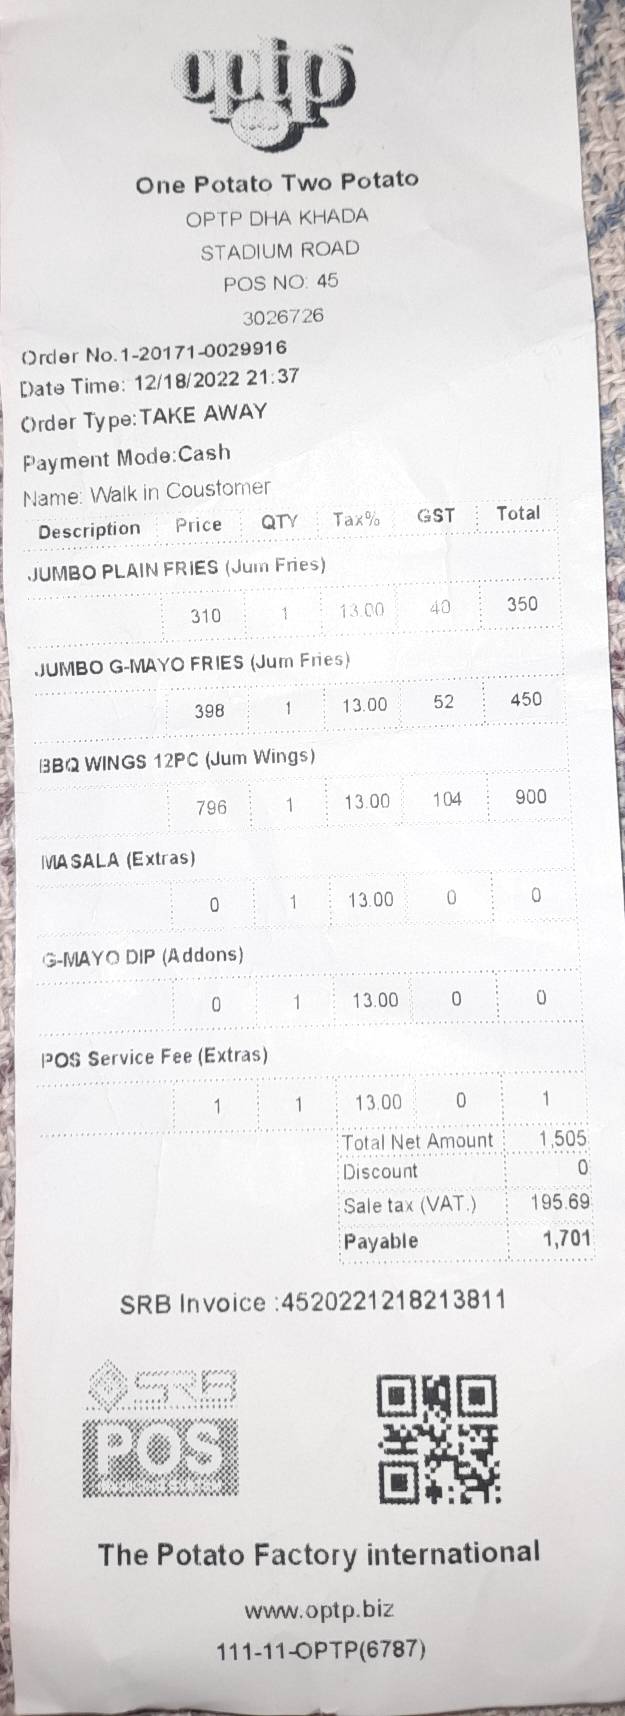 optp
One Potato Two Potato
OPTP DHA KHADA
STADIUM ROAD
POS NO: 45
3026726
Order No.1-20171-0029916
Date Time: 12/18/2022 21:37
Order Type:TAKE AWAY
Payment Mode:Cash
Name: Walk in Coustomer
Description Price QTY Tax% GST Total
JUMBO PLAIN FRIES (Jum Fries)
310 1 13.00 40 350
JUMBO G-MAYO FRIES (Jum Fries)
398 1 13.00 52 450
BBQ WINGS 12PC (Jum Wings)
796 1 13.00 104 900
MASALA (Extras)
0 1 13.00 0 0
G-MAYO DIP (Addons)
0 1 13.00 0 0
POS Service Fee (Extras)
1 1 13.00 0 1
Total Net Amount 1,505
Discount 0
Sale tax (VAT.) 195.69
Payable 1,701
SRB Invoice :4520221218213811
SRB
POS
The Potato Factory international
www.optp.biz
111-11-OPTP(6787)